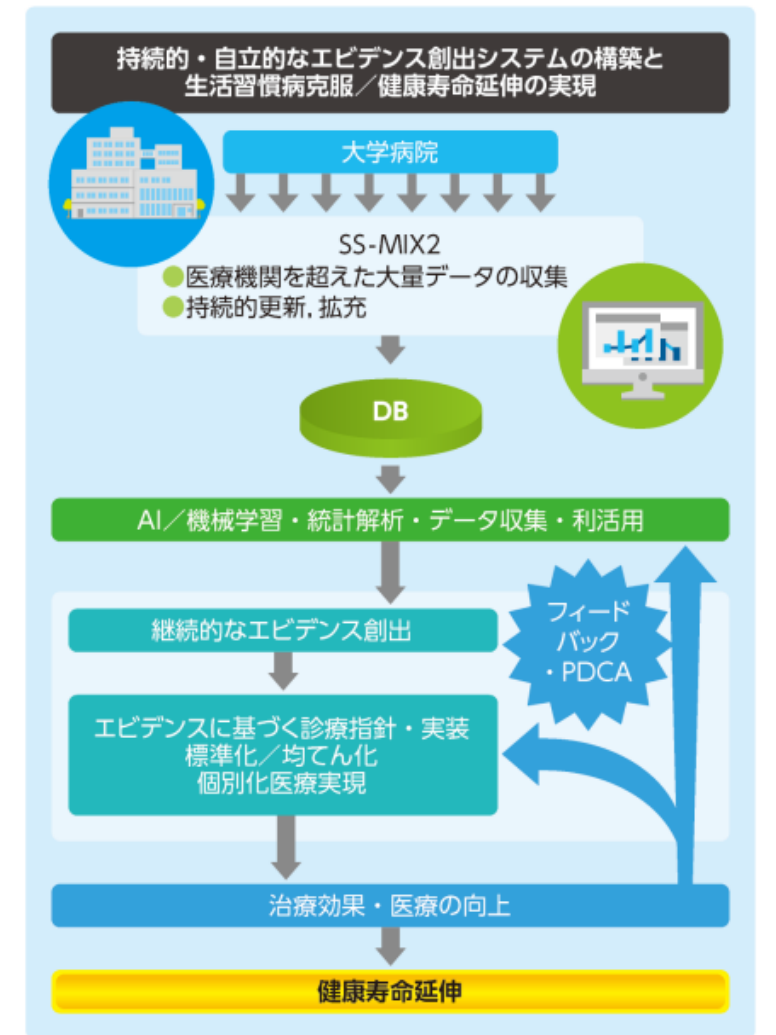 持続的・自立的なエビデンス創出システムの構築と
生活習慣病克服／健康寿命延伸の実現
大学病院
SS-MIX2
●医療機関を超えた大量データの収集
●持続的更新，拡充
DB
AI／機械学習・統計解析・データ収集・利活用
継続的なエビデンス創出
フィード
バック
・PDCA
エビデンスに基づく診療指針・実装
標準化／均てん化
個別化医療実現
治療効果・医療の向上
健康寿命延伸